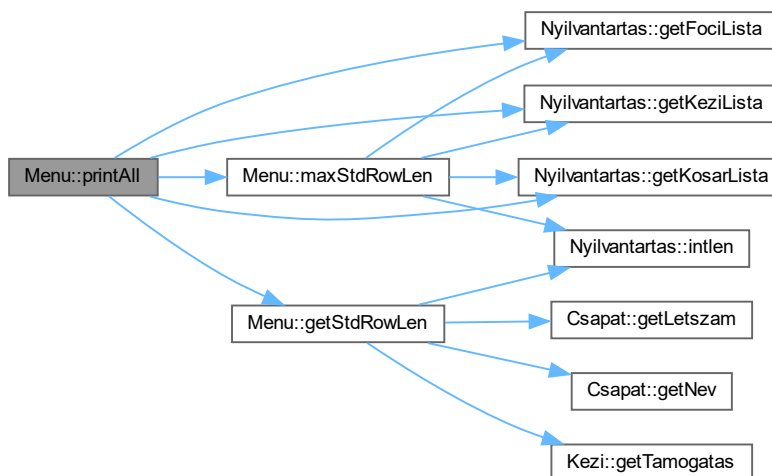 Menu::printAll
Menu::maxStdRowLen
Menu::getStdRowLen
Nyilvantartas::getFociLista
Nyilvantartas::getKeziLista
Nyilvantartas::getKosarLista
Nyilvantartas::intlen
Csapat::getLetszam
Csapat::getNev
Kezi::getTamogatas